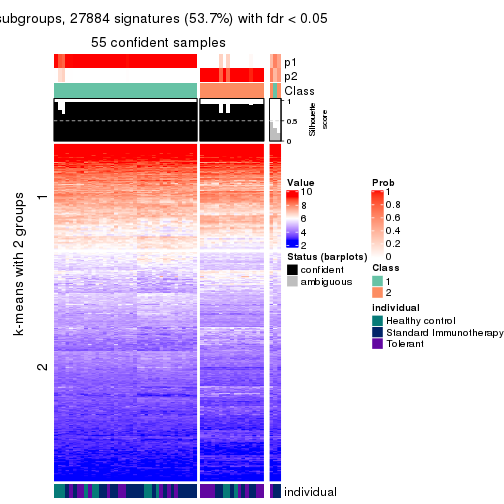 subgroups, 27884 signatures (53.7%) with fdr < 0.05
55 confident samples
p1
p2
Class
1
0.5
0
Silhouette
score
k-means with 2 groups
1
2
Value
10
8
6
4
2
Status (barplots)
confident
ambiguous
Prob
1
0.8
0.6
0.4
0.2
0
Class
1
2
individual
Healthy control
Standard Immunotherapy
Tolerant
individual